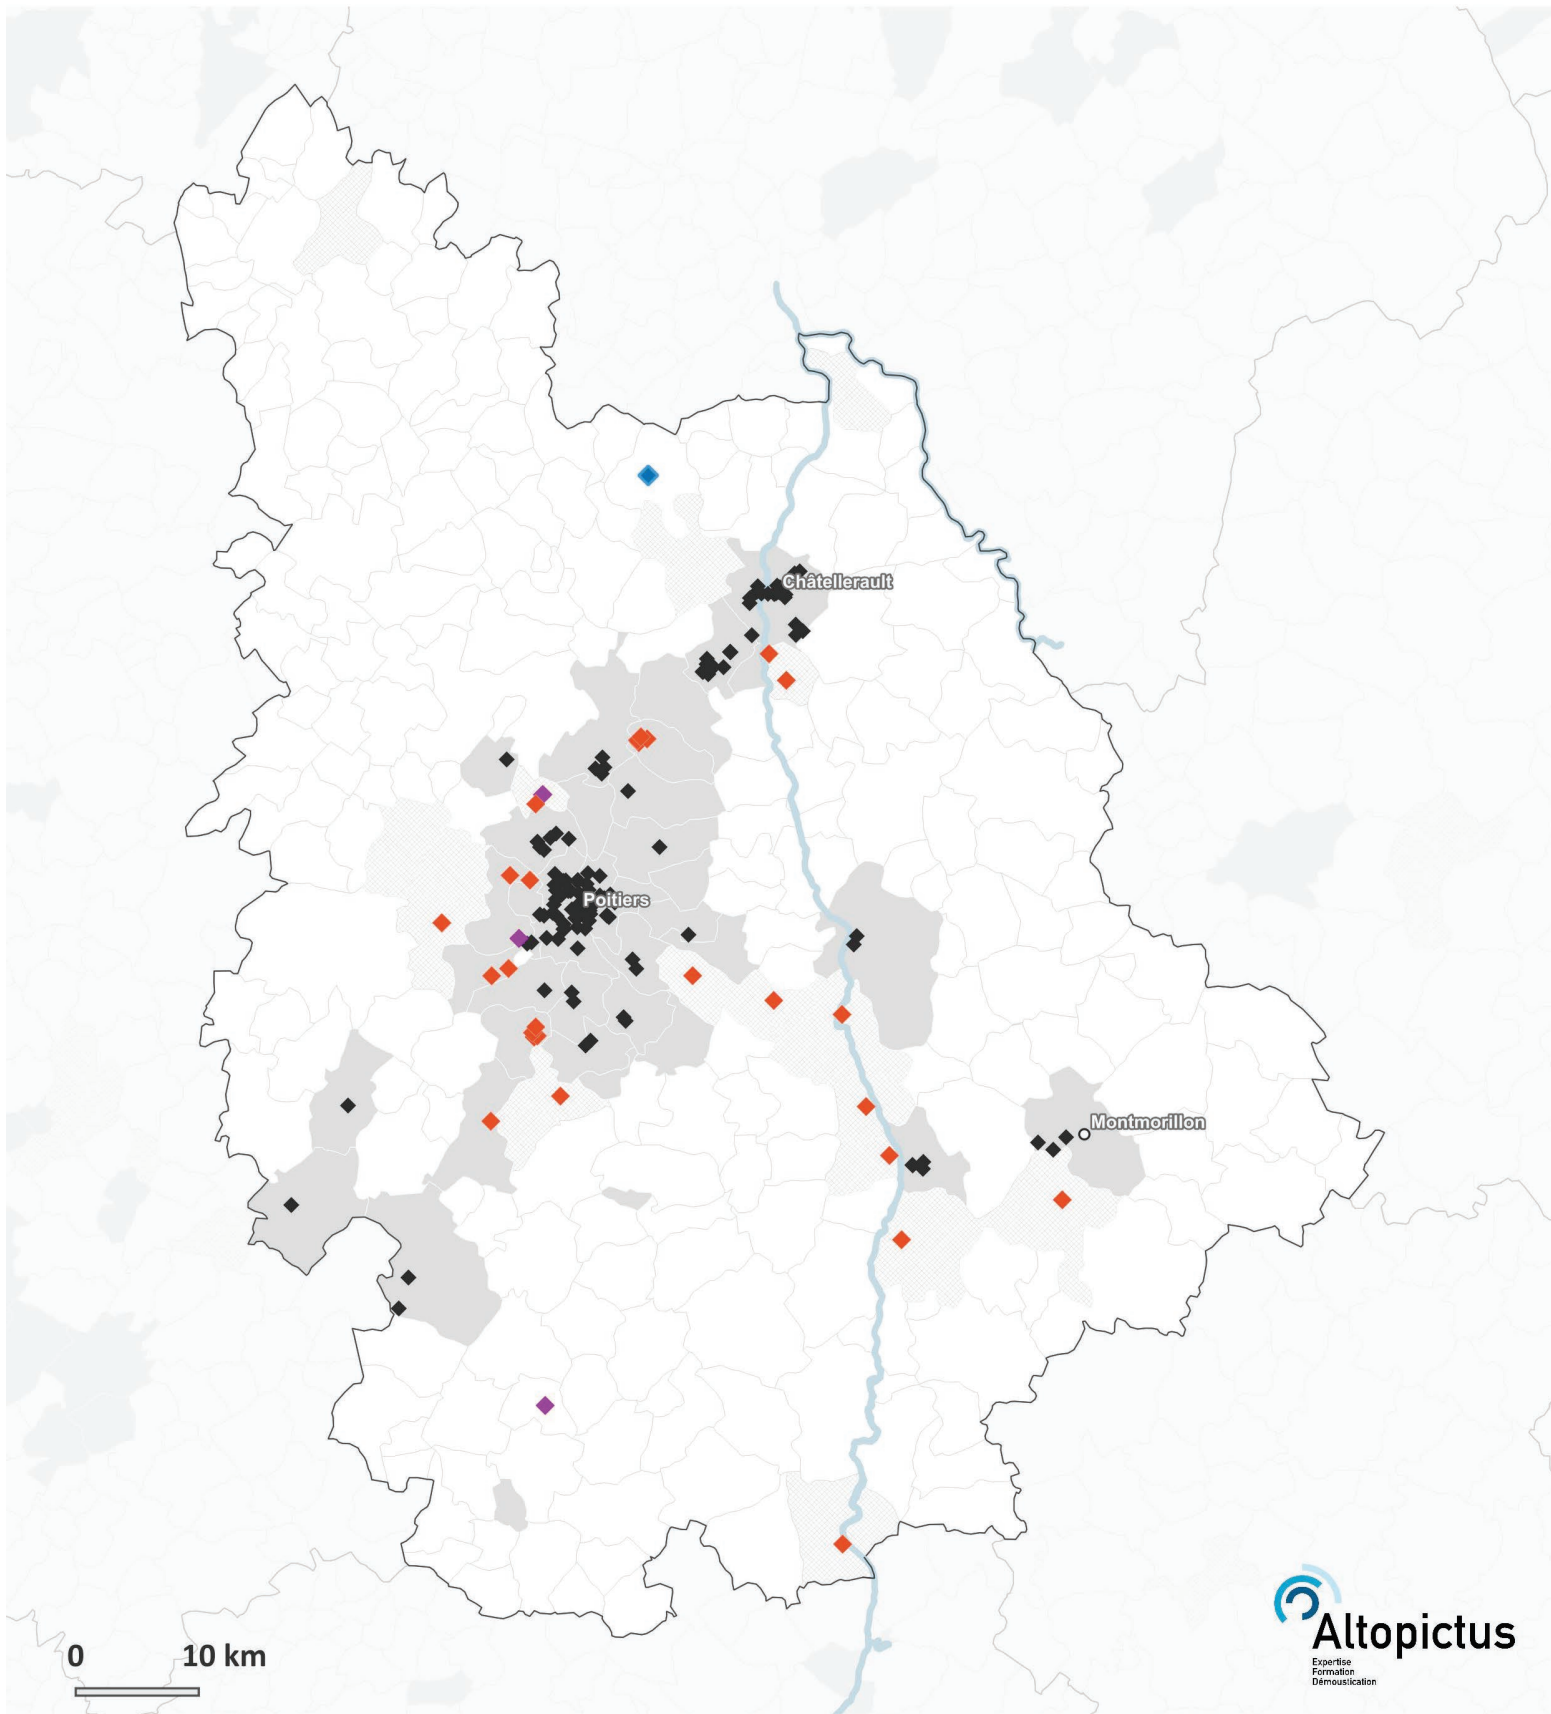 Châtellerault
Poitiers
Montmorillon
0 10 km
Altopictus
Expertise
Formation
Démoustication